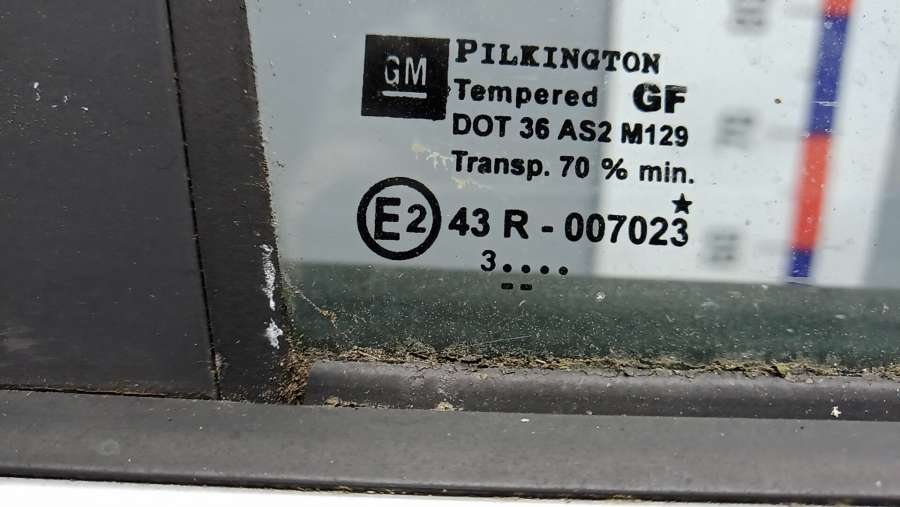 GM
PILKINGTON
Tempered GF
DOT 36 AS2 M129
Transp. 70 % min.
E2 43 R - 007023
3....